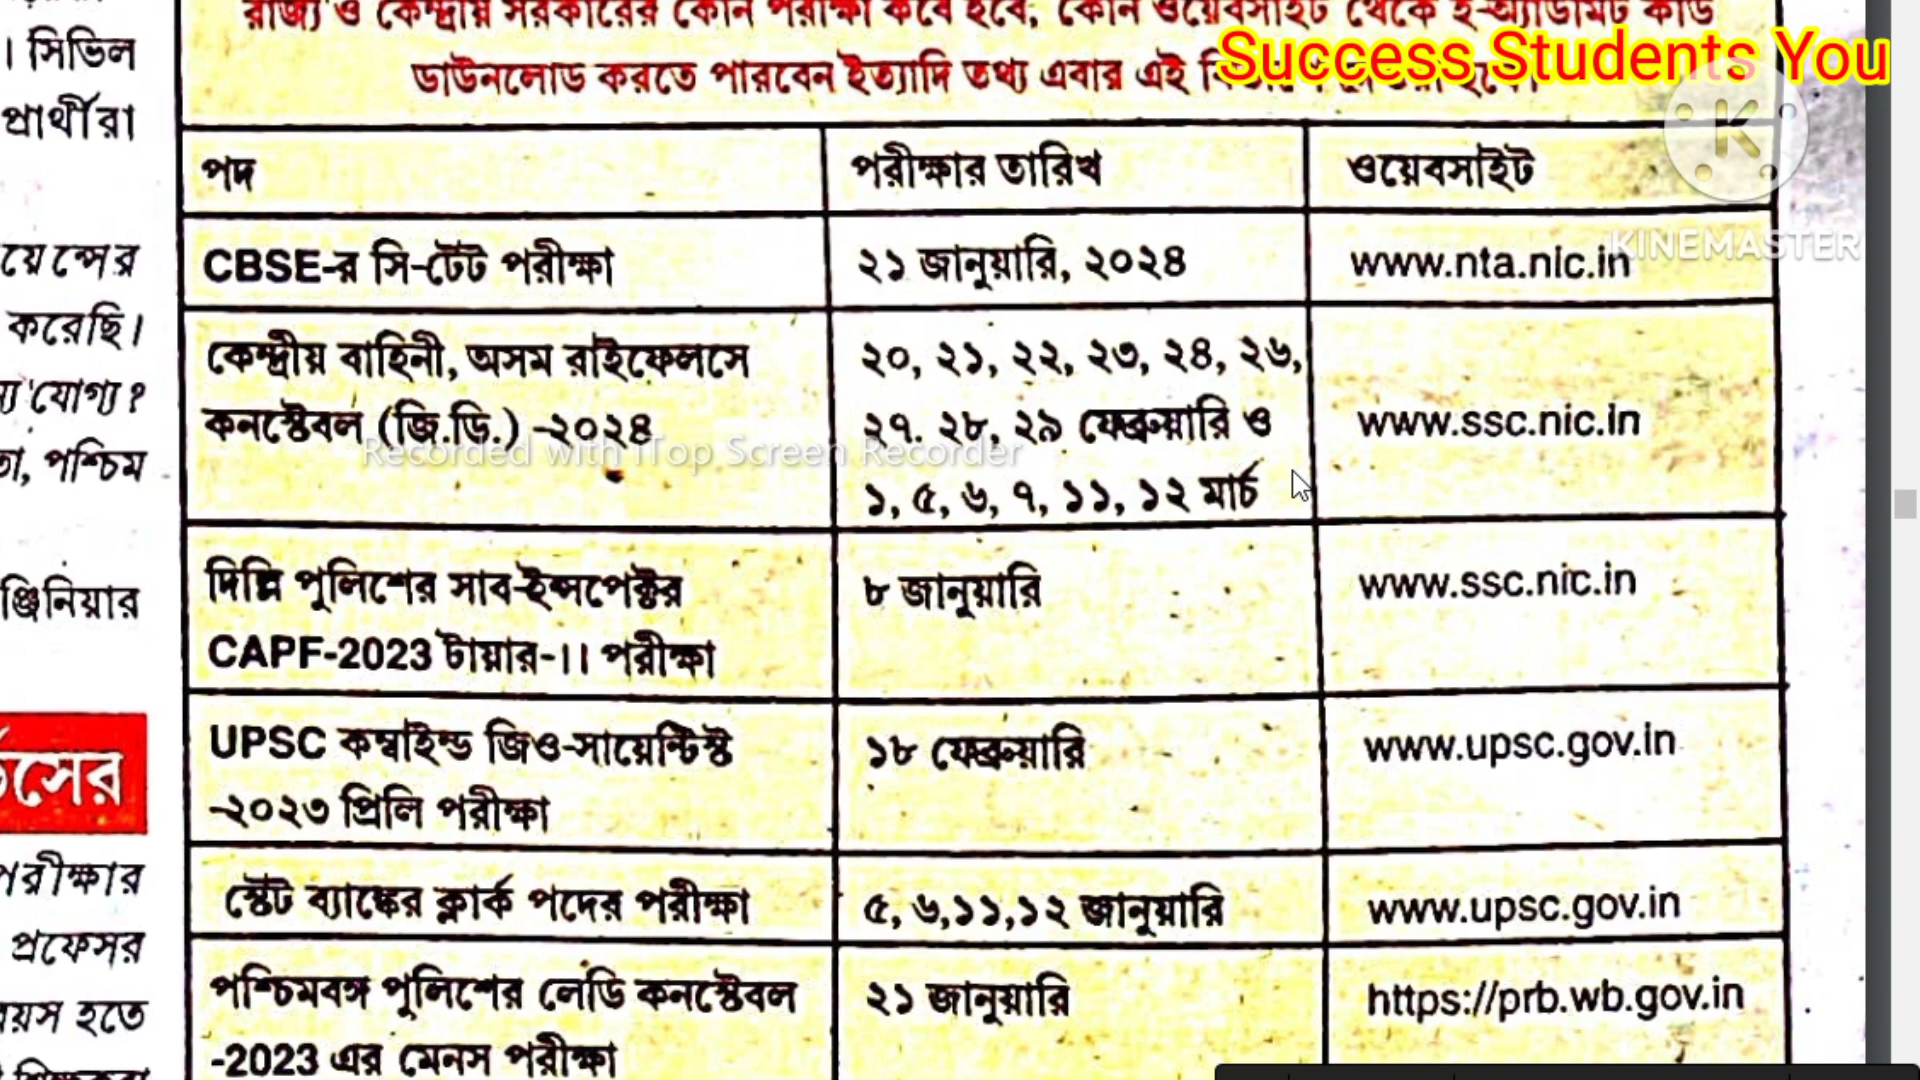 রাজ্য ও কেন্দ্রীয় সরকারের কোন পরীক্ষা কবে হবে, কোন ওয়েবসাইট থেকে ই-অ্যাডমিট কার্ড
ডাউনলোড করতে পারবেন ইত্যাদি তথ্য এবার এই
Success Students You
। সিভিল
প্রার্থীরা
য়েন্সের
করেছি।
যোগ্য?
পশ্চিম
ঞ্জিনিয়ার
র্সের
পরীক্ষার
প্রফেসর
বয়স হতে
পদ পরীক্ষার তারিখ ওয়েবসাইট
KINEMASTER
CBSE-র সি-টেট পরীক্ষা ২১ জানুয়ারি, ২০২৪ www.nta.nic.in
কেন্দ্রীয় বাহিনী, অসম রাইফেলসে ২০, ২১, ২২, ২৩, ২৪, ২৬,
কনস্টেবল (জি.ডি.) -২০২৪ ২৭. ২৮, ২৯ ফেব্রুয়ারি ও www.ssc.nic.in
Recorded with iTop Screen Recorder
১, ৫, ৬, ৭, ১১, ১২ মার্চ
দিল্লি পুলিশের সাব-ইন্সপেক্টর ৮ জানুয়ারি www.ssc.nic.in
CAPF-2023 টায়ার-।। পরীক্ষা
UPSC কম্বাইন্ড জিও-সায়েন্টিস্ট ১৮ ফেব্রুয়ারি www.upsc.gov.in
-২০২৩ প্রিলি পরীক্ষা
স্টেট ব্যাঙ্কের ক্লার্ক পদের পরীক্ষা ৫, ৬,১১,১২ জানুয়ারি www.upsc.gov.in
পশ্চিমবঙ্গ পুলিশের লেডি কনস্টেবল ২১ জানুয়ারি https://prb.wb.gov.in
-2023 এর মেনস পরীক্ষা